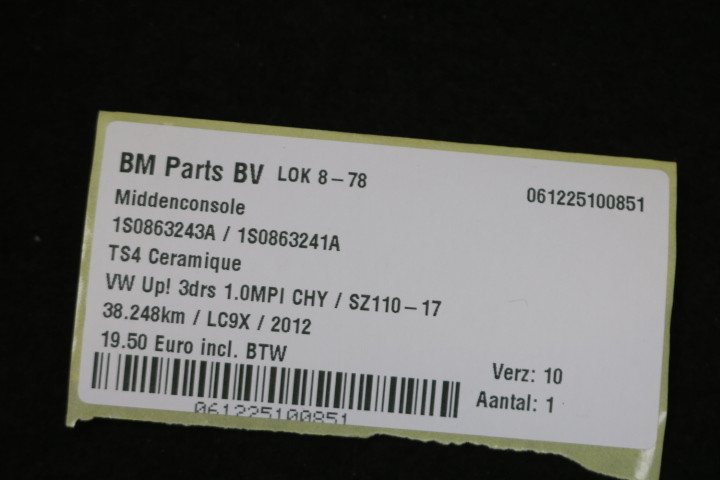 BM Parts BV LOK 8-78
061225100851
Middenconsole
1S0863243A / 1S0863241A
TS4 Ceramique
VW Up! 3drs 1.0MPI CHY / SZ110-17
38.248km / LC9X / 2012
19.50 Euro incl. BTW
Verz: 10
Aantal: 1
061225100851